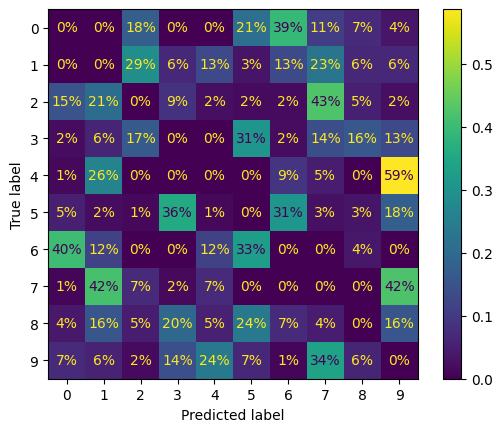 0 0% 0% 18% 0% 0% 21% 39% 11% 7% 4%
1 0% 0% 29% 6% 13% 3% 13% 23% 6% 6%
2 15% 21% 0% 9% 2% 2% 2% 43% 5% 2%
3 2% 6% 17% 0% 0% 31% 2% 14% 16% 13%
4 1% 26% 0% 0% 0% 0% 9% 5% 0% 59%
5 5% 2% 1% 36% 1% 0% 31% 3% 3% 18%
6 40% 12% 0% 0% 12% 33% 0% 0% 4% 0%
7 1% 42% 7% 2% 7% 0% 0% 0% 0% 42%
8 4% 16% 5% 20% 5% 24% 7% 4% 0% 16%
9 7% 6% 2% 14% 24% 7% 1% 34% 6% 0%
0 1 2 3 4 5 6 7 8 9
Predicted label
True label
0.5
0.4
0.3
0.2
0.1
0.0